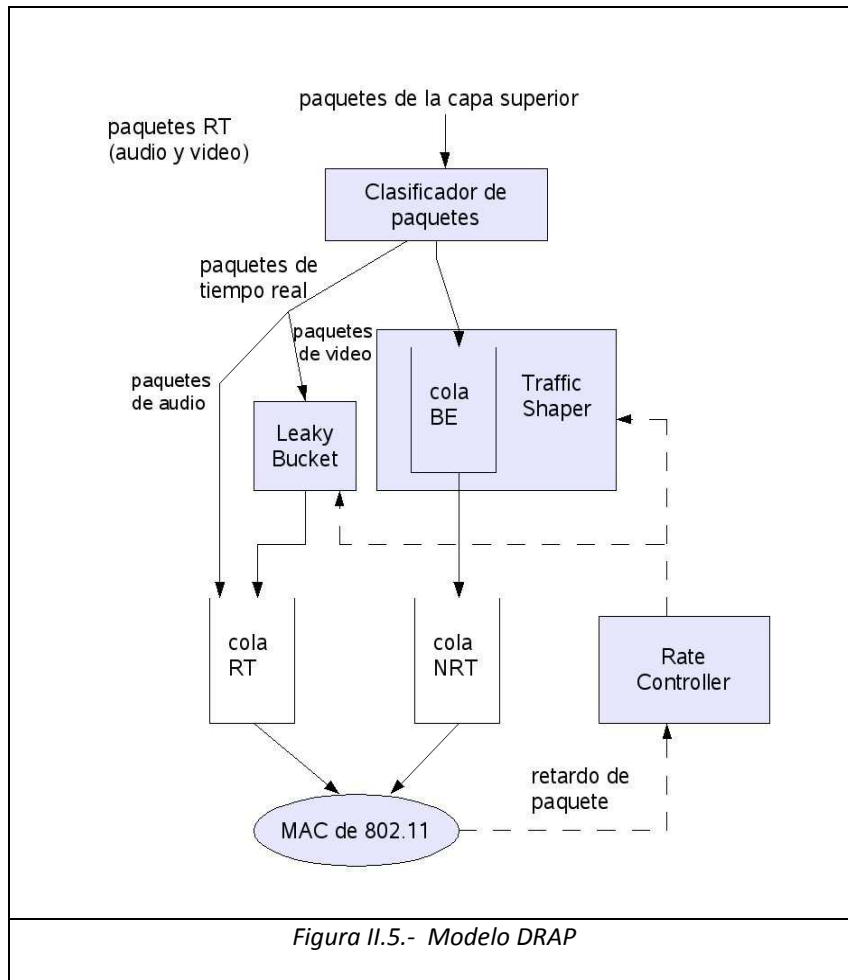 paquetes de la capa superior
paquetes RT
(audio y video)
Clasificador de
paquetes
paquetes de
tiempo real
paquetes
de video
paquetes
de audio
cola
BE
Traffic
Shaper
Leaky
Bucket
cola
RT
cola
NRT
Rate
Controller
retardo de
paquete
MAC de 802.11
Figura II.5.- Modelo DRAP